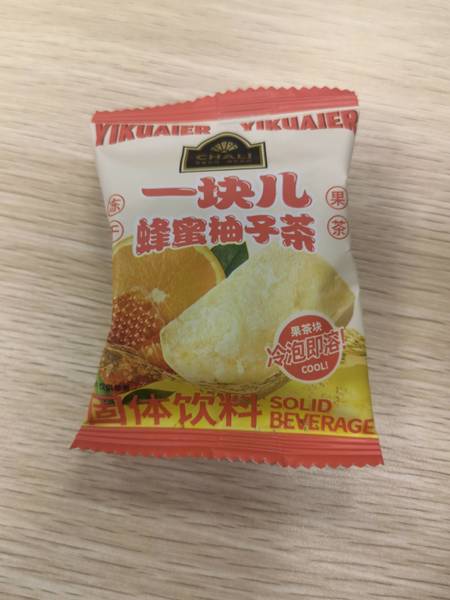 YIKUAIER YIKUAIER
CHALI
一块儿
蜂蜜柚子茶
冻干
果茶
果茶块
冷泡即溶!
COOL!
固体饮料
SOLID
BEVERAGE